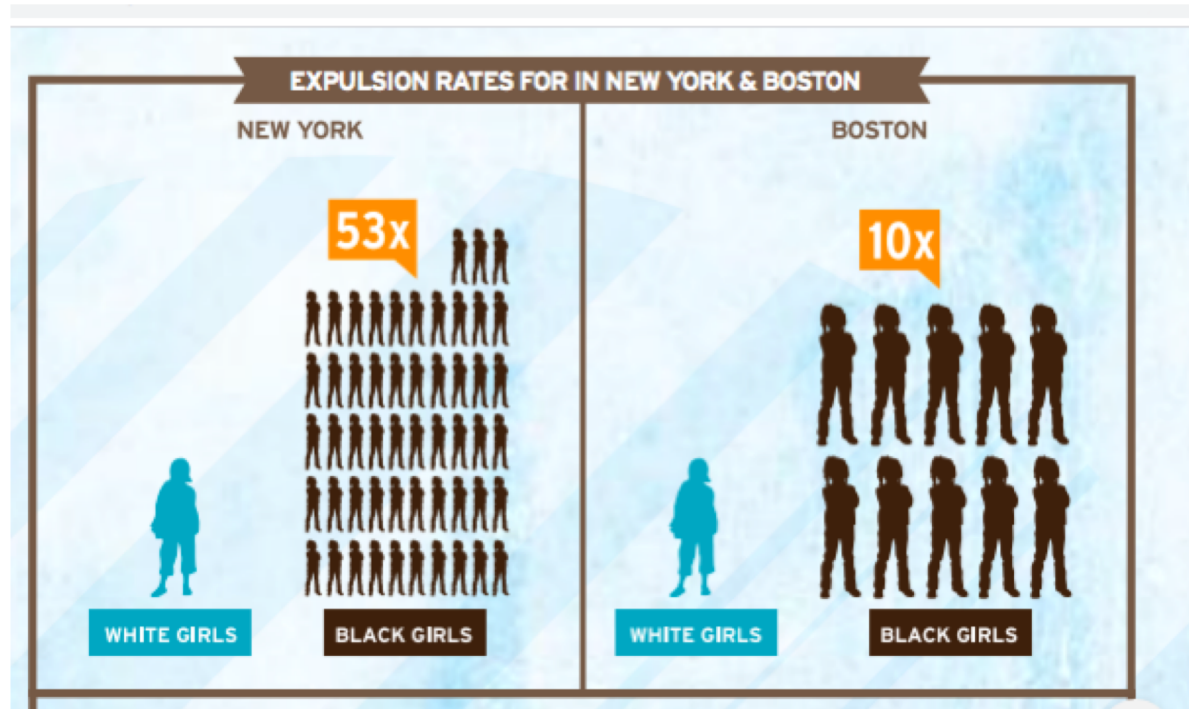 EXPULSION RATES FOR IN NEW YORK & BOSTON
NEW YORK
53x
WHITE GIRLS
BLACK GIRLS
BOSTON
10x
WHITE GIRLS
BLACK GIRLS